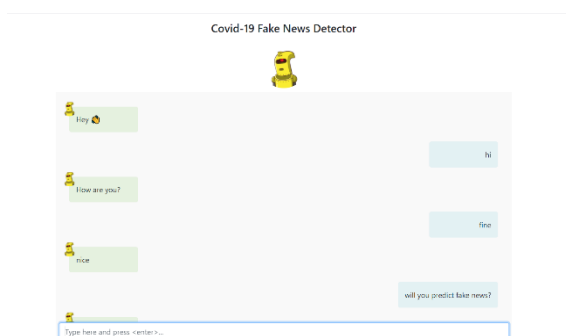 Covid-19 Fake News Detector
Hey 👋
hi
How are you?
fine
nice
will you predict fake news?
Type here and press <enter>...